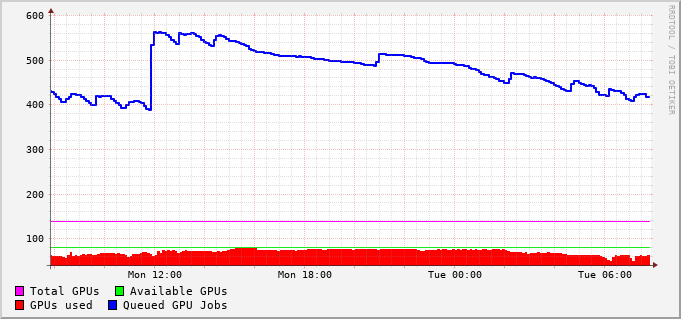 600
500
400
300
200
100
Mon 12:00 Mon 18:00 Tue 00:00 Tue 06:00
Total GPUs Available GPUs
GPUs used Queued GPU Jobs
RRDTOOL / TOBI OETIKER